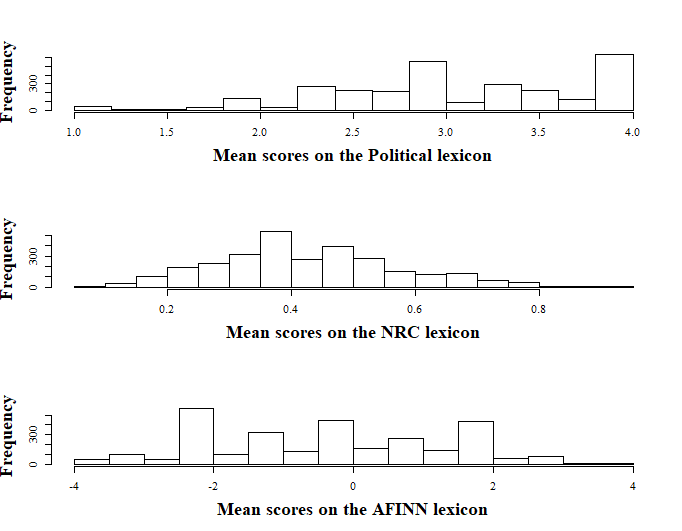 Frequency
300
0
1.0 1.5 2.0 2.5 3.0 3.5 4.0
Mean scores on the Political lexicon
Frequency
300
0
0.2 0.4 0.6 0.8
Mean scores on the NRC lexicon
Frequency
300
0
-4 -2 0 2 4
Mean scores on the AFINN lexicon